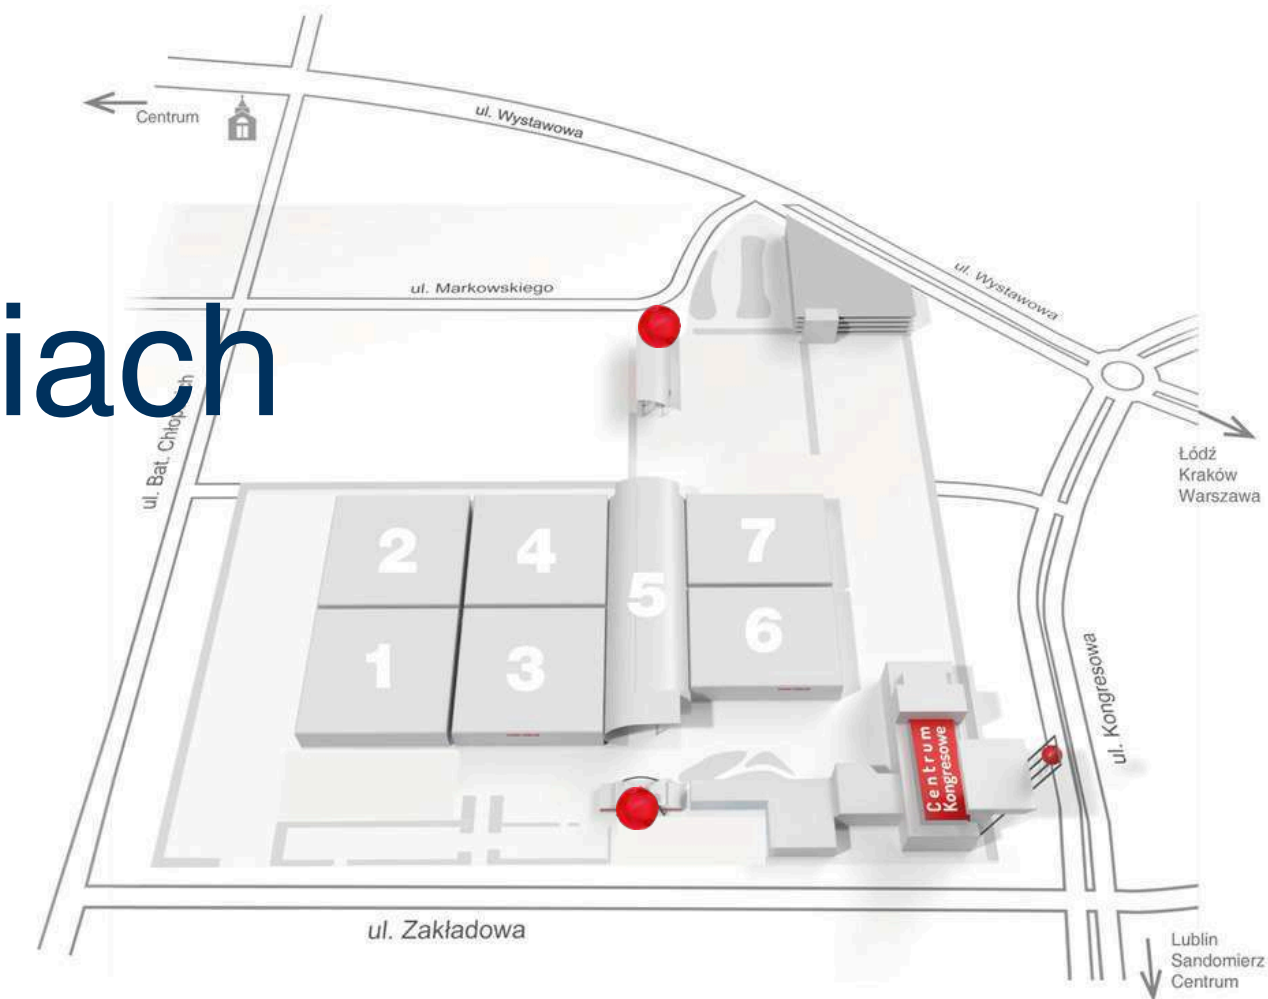 ul. Wystawowa
Centrum
ul. Wystawowa
ul. Markowskiego
iach
ul. Bat. Chłopskich
Łódź
Kraków
Warszawa
2
4
7
5
6
1
3
ul. Kongresowa
Centrum
Kongresowe
ul. Zakładowa
Lublin
Sandomierz
Centrum